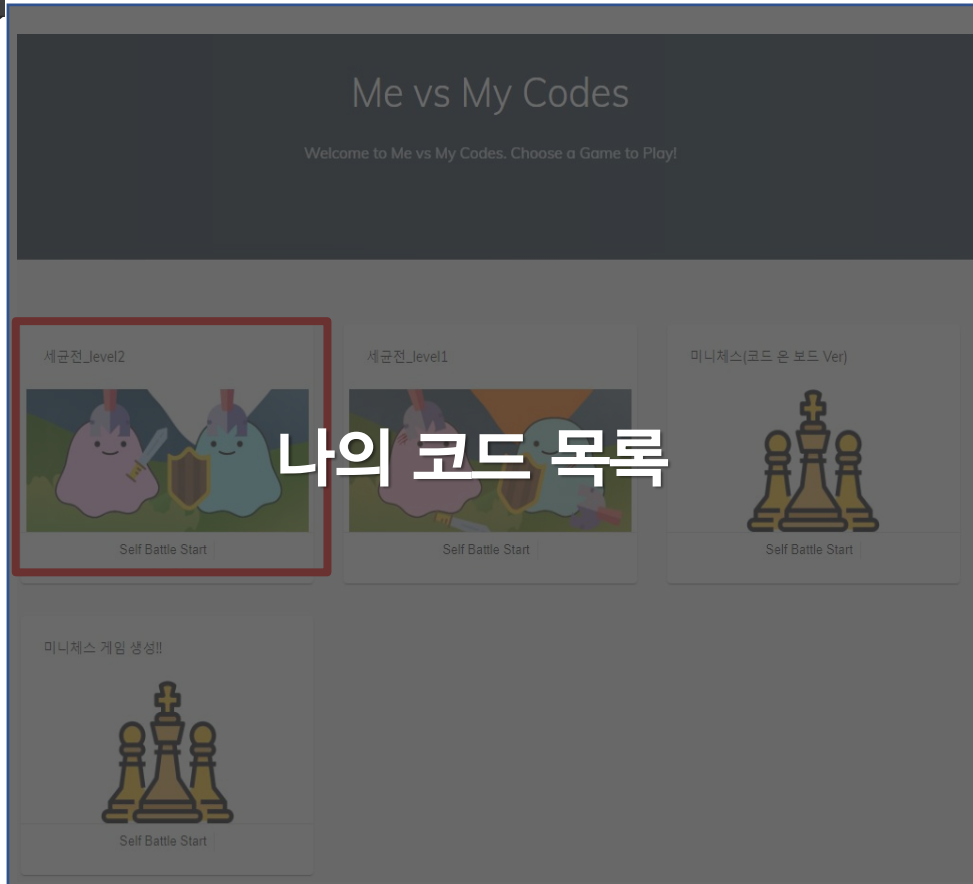 Me vs My Codes
Welcome to Me vs My Codes. Choose a Game to Play!
세균전_level2
세균전_level1
미니체스(코드 온 보드 Ver)
나의 코드 목록
Self Battle Start
Self Battle Start
Self Battle Start
미니체스 게임 생성!!
Self Battle Start